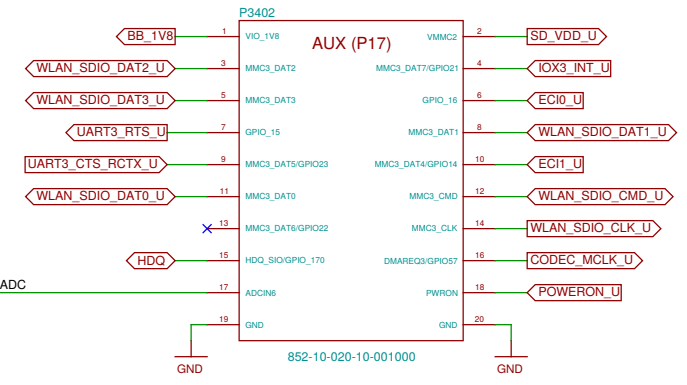 P3402
AUX (P17)
BB_1V8 1 VIO_1V8 VMMC2 2 SD_VDD_U
WLAN_SDIO_DAT2_U 3 MMC3_DAT2 MMC3_DAT7/GPIO21 4 IOX3_INT_U
WLAN_SDIO_DAT3_U 5 MMC3_DAT3 GPIO_16 6 ECI0_U
UART3_RTS_U 7 GPIO_15 MMC3_DAT1 8 WLAN_SDIO_DAT1_U
UART3_CTS_RCTX_U 9 MMC3_DAT5/GPIO23 MMC3_DAT4/GPIO14 10 ECI1_U
WLAN_SDIO_DAT0_U 11 MMC3_DAT0 MMC3_CMD 12 WLAN_SDIO_CMD_U
13 MMC3_DAT6/GPIO22 MMC3_CLK 14 WLAN_SDIO_CLK_U
HDQ 15 HDQ_SIO/GPIO_170 DMAREQ3/GPIO57 16 CODEC_MCLK_U
ADC 17 ADCIN6 PWRON 18 POWERON_U
19 GND GND 20
852-10-020-10-001000
GND GND